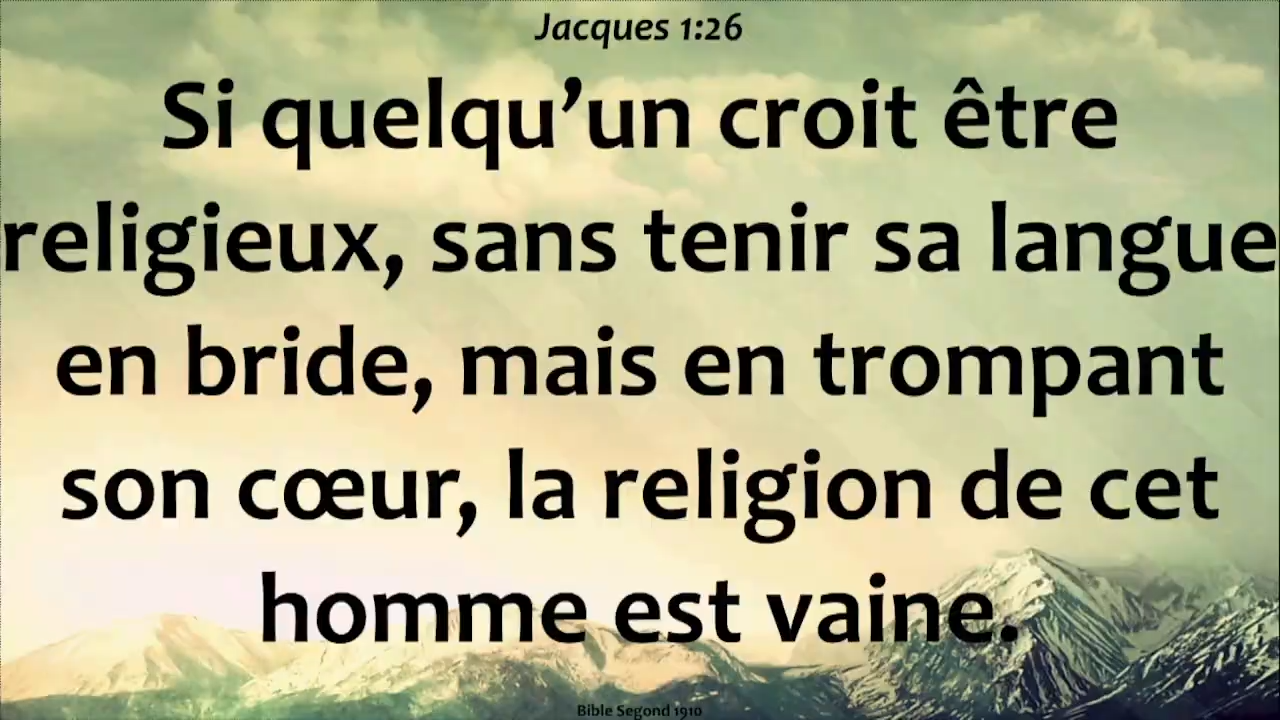 Jacques 1:26
Si quelqu’un croit être
religieux, sans tenir sa langue
en bride, mais en trompant
son cœur, la religion de cet
homme est vaine.
Bible Segond 1910